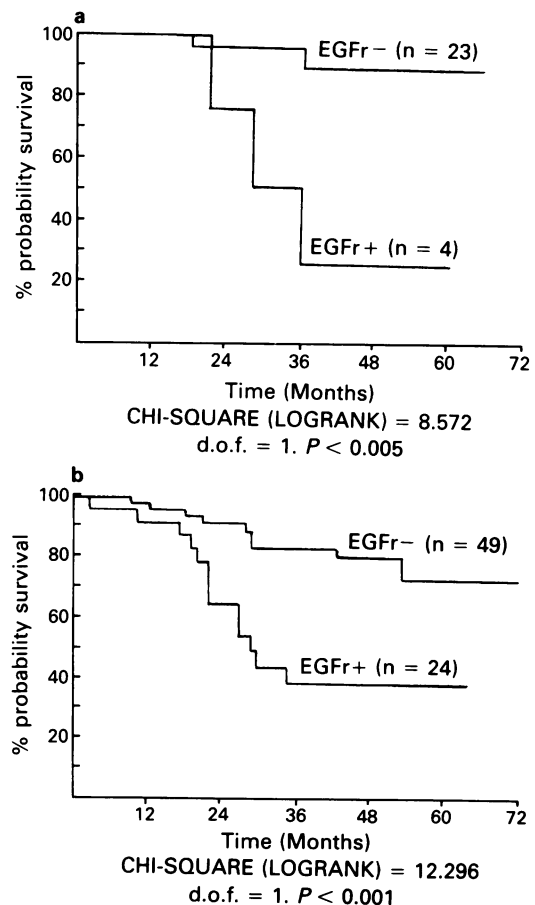 a
% probability survival
100
80
60
40
20
EGFr− (n = 23)
EGFr+ (n = 4)
12 24 36 48 60 72
Time (Months)
CHI-SQUARE (LOGRANK) = 8.572
d.o.f. = 1. P < 0.005
b
% probability survival
100
80
60
40
20
EGFr− (n = 49)
EGFr+ (n = 24)
12 24 36 48 60 72
Time (Months)
CHI-SQUARE (LOGRANK) = 12.296
d.o.f. = 1. P < 0.001